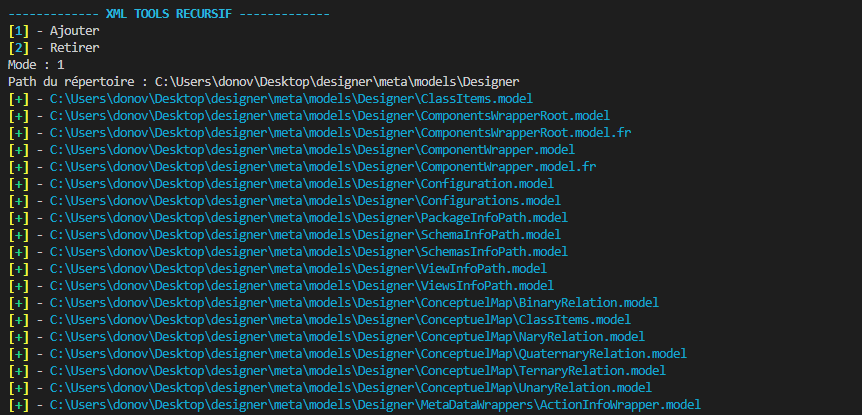 ------------- XML TOOLS RECURSIF -------------
[1] - Ajouter
[2] - Retirer
Mode : 1
Path du répertoire : C:\Users\donov\Desktop\designer\meta\models\Designer
[+] - C:\Users\donov\Desktop\designer\meta\models\Designer\ClassItems.model
[+] - C:\Users\donov\Desktop\designer\meta\models\Designer\ComponentsWrapperRoot.model
[+] - C:\Users\donov\Desktop\designer\meta\models\Designer\ComponentsWrapperRoot.model.fr
[+] - C:\Users\donov\Desktop\designer\meta\models\Designer\ComponentWrapper.model
[+] - C:\Users\donov\Desktop\designer\meta\models\Designer\ComponentWrapper.model.fr
[+] - C:\Users\donov\Desktop\designer\meta\models\Designer\Configuration.model
[+] - C:\Users\donov\Desktop\designer\meta\models\Designer\Configurations.model
[+] - C:\Users\donov\Desktop\designer\meta\models\Designer\PackageInfoPath.model
[+] - C:\Users\donov\Desktop\designer\meta\models\Designer\SchemaInfoPath.model
[+] - C:\Users\donov\Desktop\designer\meta\models\Designer\SchemasInfoPath.model
[+] - C:\Users\donov\Desktop\designer\meta\models\Designer\ViewInfoPath.model
[+] - C:\Users\donov\Desktop\designer\meta\models\Designer\ViewsInfoPath.model
[+] - C:\Users\donov\Desktop\designer\meta\models\Designer\ConceptuelMap\BinaryRelation.model
[+] - C:\Users\donov\Desktop\designer\meta\models\Designer\ConceptuelMap\ClassItems.model
[+] - C:\Users\donov\Desktop\designer\meta\models\Designer\ConceptuelMap\NaryRelation.model
[+] - C:\Users\donov\Desktop\designer\meta\models\Designer\ConceptuelMap\QuaternaryRelation.model
[+] - C:\Users\donov\Desktop\designer\meta\models\Designer\ConceptuelMap\TernaryRelation.model
[+] - C:\Users\donov\Desktop\designer\meta\models\Designer\ConceptuelMap\UnaryRelation.model
[+] - C:\Users\donov\Desktop\designer\meta\models\Designer\MetaDataWrappers\ActionInfoWrapper.model